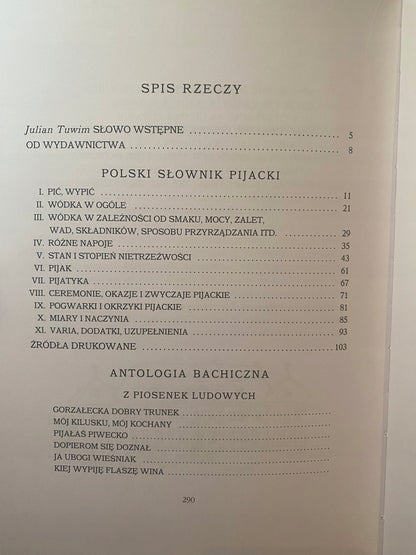 SPIS RZECZY
Julian Tuwim SŁOWO WSTĘPNE 5
OD WYDAWNICTWA 8
POLSKI SŁOWNIK PIJACKI
I. PIĆ, WYPIĆ 11
II. WÓDKA W OGÓLE 21
III. WÓDKA W ZALEŻNOŚCI OD SMAKU, MOCY, ZALET,
WAD, SKŁADNIKÓW, SPOSOBU PRZYRZĄDZANIA ITD. 29
IV. RÓŻNE NAPOJE 35
V. STAN I STOPIEŃ NIETRZEŹWOŚCI 43
VI. PIJAK 61
VII. PIJATYKA 67
VIII. CEREMONIE, OKAZJE I ZWYCZAJE PIJACKIE 71
IX. POGWARKI I OKRZYKI PIJACKIE 81
X. MIARY I NACZYNIA 85
XI. VARIA, DODATKI, UZUPEŁNIENIA 93
ŹRÓDŁA DRUKOWANE 103
ANTOLOGIA BACHICZNA
Z PIOSENEK LUDOWYCH
GORZAŁECKA DOBRY TRUNEK
MÓJ KILUSKU, MÓJ KOCHANY
PIJAŁAŚ PIWECKO
DOPIEROM SIĘ DOZNAŁ
JA UBOGI WIEŚNIAK
KIEJ WYPIJĘ FLASZĘ WINA
290